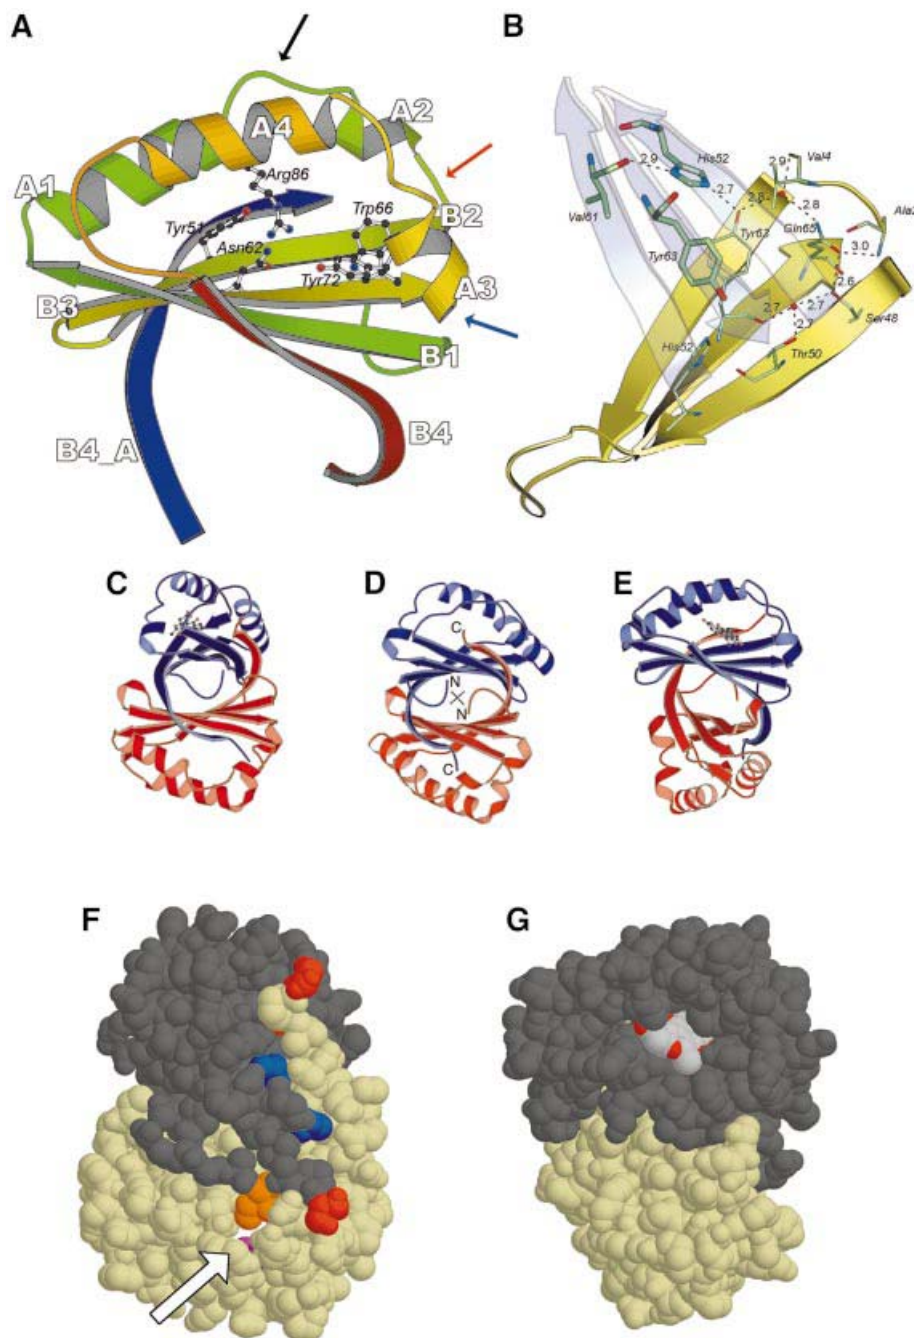 A
A4
A2
A1
Arg86
Tyr51
Trp66
B2
Asn62
Tyr72
B3
A3
B1
B4_A
B4
B
2.9
His52
2.9
Val4
2.7
2.8
2.8
Val61
Gln65
Tyr63
Tyr63
3.0
2.6
2.7
2.7
2.7
Ser48
His52
Thr50
C
D
E
C
N
N
C
F
G